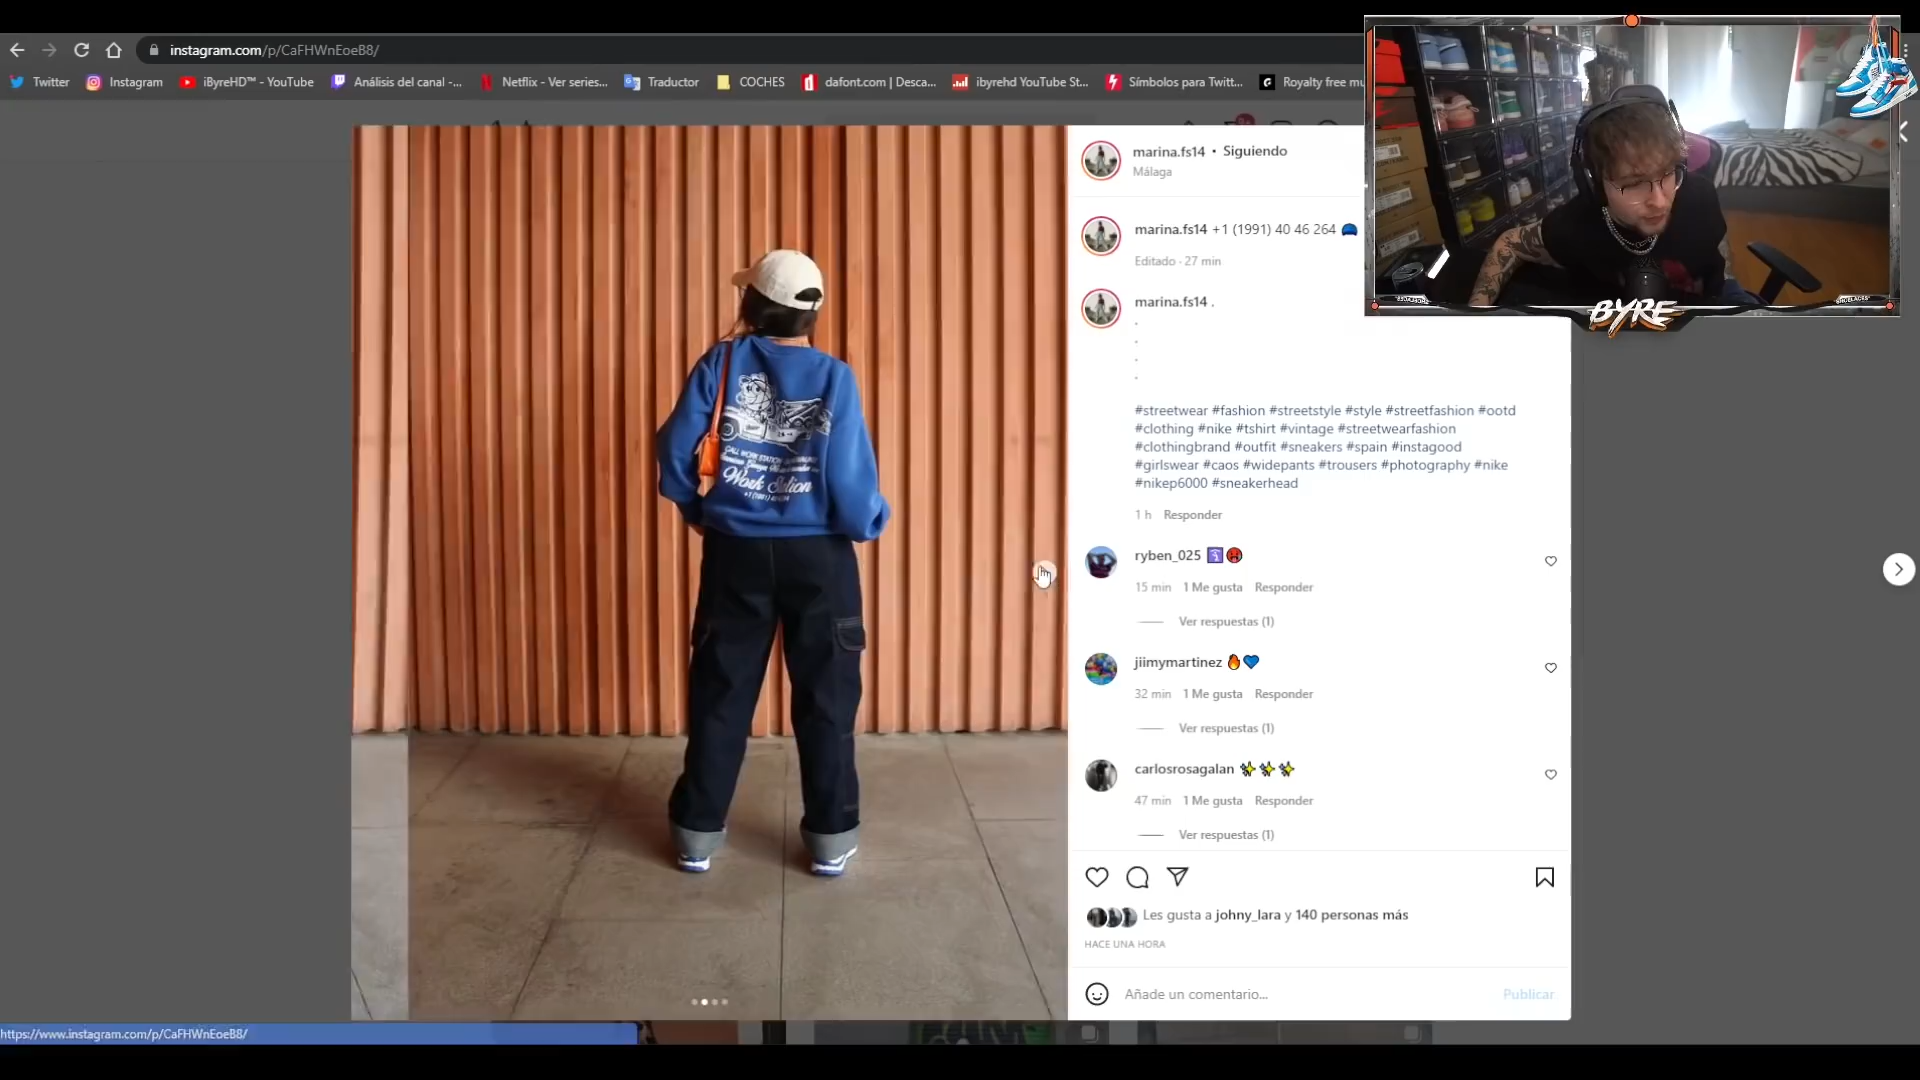 instagram.com/p/CaFHWnEoeB8/
Twitter
Instagram
iByreHD™ - YouTube
Análisis del canal -...
Netflix - Ver series...
Traductor
COCHES
dafont.com | Desca...
ibyrehd YouTube St...
Símbolos para Twitt...
Royalty free mu
marina.fs14 • Siguiendo
Málaga
marina.fs14 +1 (1991) 40 46 264
Editado · 27 min
marina.fs14 .
.
.
.
.
#streetwear #fashion #streetstyle #style #streetfashion #ootd
#clothing #nike #tshirt #vintage #streetwearfashion
#clothingbrand #outfit #sneakers #spain #instagood
#girlswear #caos #widepants #trousers #photography #nike
#nikep6000 #sneakerhead
1 h Responder
ryben_025
15 min 1 Me gusta Responder
Ver respuestas (1)
jiimymartinez
32 min 1 Me gusta Responder
Ver respuestas (1)
carlosrosagalan
47 min 1 Me gusta Responder
Ver respuestas (1)
Les gusta a johny_lara y 140 personas más
HACE UNA HORA
Añade un comentario...
Publicar
BYRE
CALL WORK STATION
Work Station
https://www.instagram.com/p/CaFHWnEoeB8/